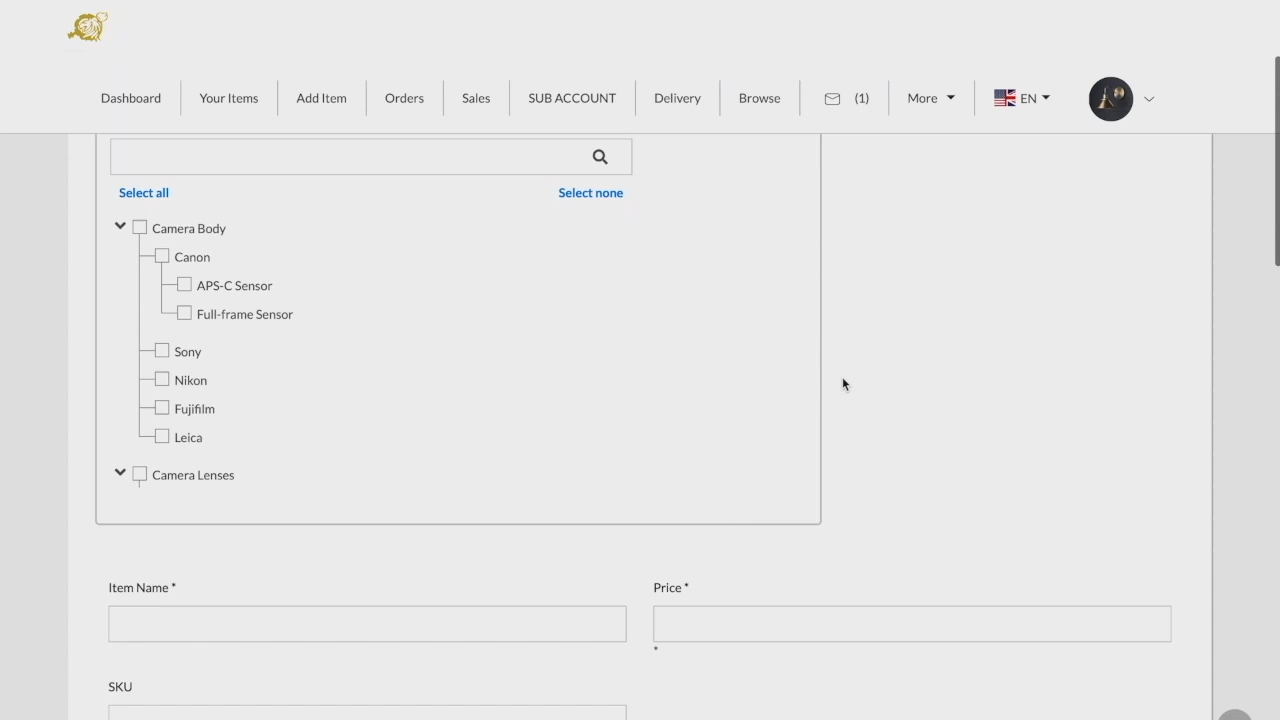 Dashboard Your Items Add Item Orders Sales SUB ACCOUNT Delivery Browse (1) More EN
Select all Select none
Camera Body
Canon
APS-C Sensor
Full-frame Sensor
Sony
Nikon
Fujifilm
Leica
Camera Lenses
Item Name * Price *
*
SKU